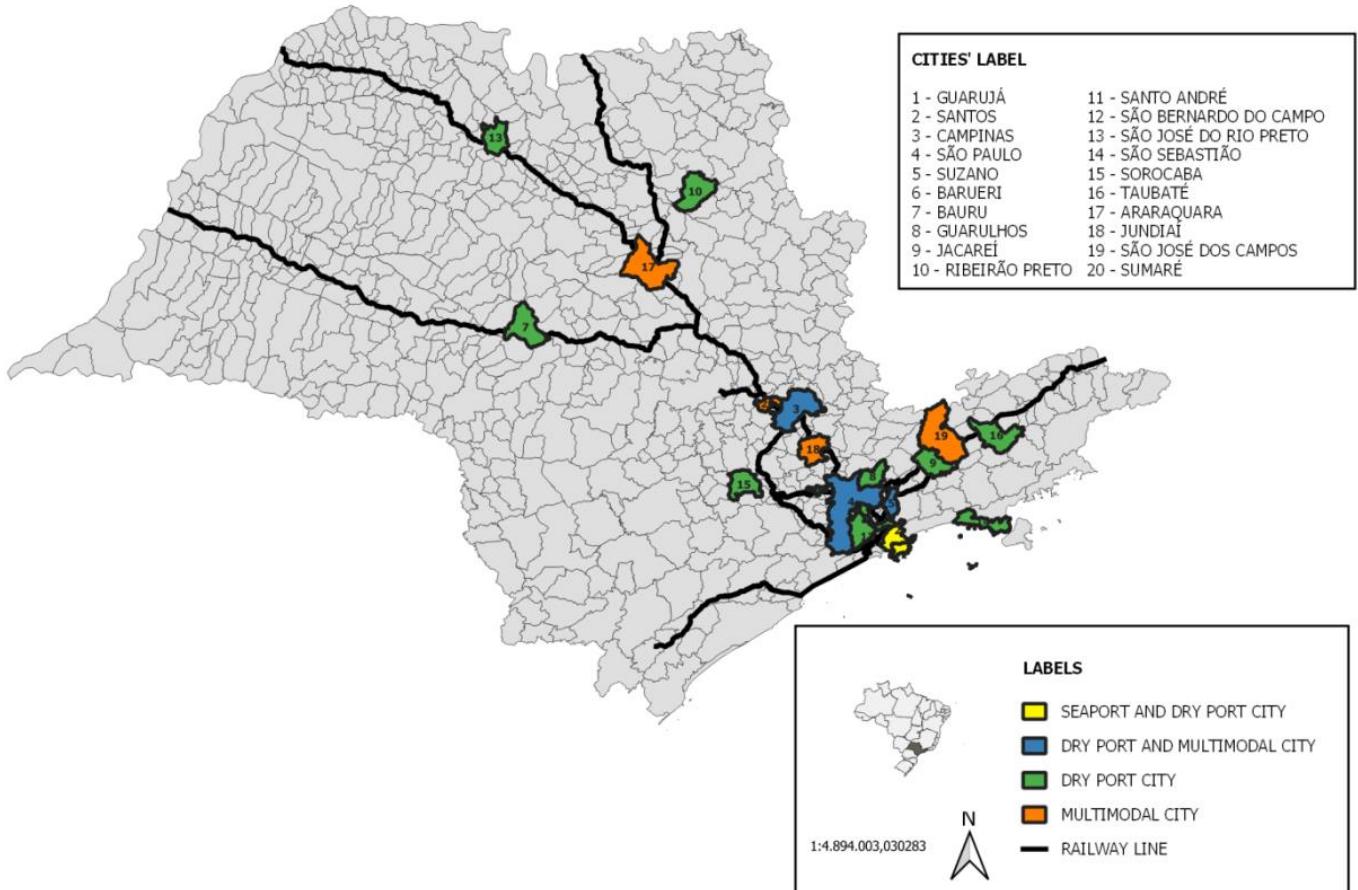 CITIES' LABEL
1 - GUARUJÁ
2 - SANTOS
3 - CAMPINAS
4 - SÃO PAULO
5 - SUZANO
6 - BARUERI
7 - BAURU
8 - GUARULHOS
9 - JACAREÍ
10 - RIBEIRÃO PRETO
11 - SANTO ANDRÉ
12 - SÃO BERNARDO DO CAMPO
13 - SÃO JOSÉ DO RIO PRETO
14 - SÃO SEBASTIÃO
15 - SOROCABA
16 - TAUBATÉ
17 - ARARAQUARA
18 - JUNDIAÍ
19 - SÃO JOSÉ DOS CAMPOS
20 - SUMARÉ
13
10
17
7
3
18
19
16
9
15
8
4
LABELS
SEAPORT AND DRY PORT CITY
DRY PORT AND MULTIMODAL CITY
DRY PORT CITY
MULTIMODAL CITY
RAILWAY LINE
N
1:4.894.003,030283